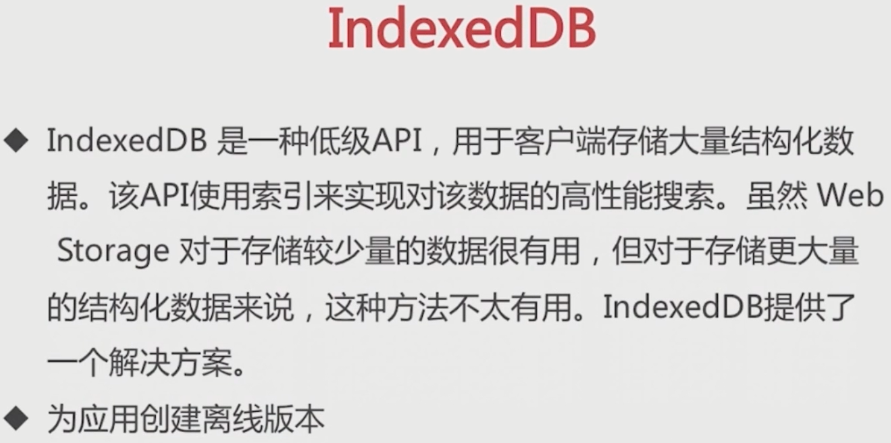 IndexedDB
◆ IndexedDB 是一种低级API，用于客户端存储大量结构化数
据。该API使用索引来实现对该数据的高性能搜索。虽然 Web
Storage 对于存储较少量的数据很有用，但对于存储更大量
的结构化数据来说，这种方法不太有用。IndexedDB提供了
一个解决方案。
◆ 为应用创建离线版本